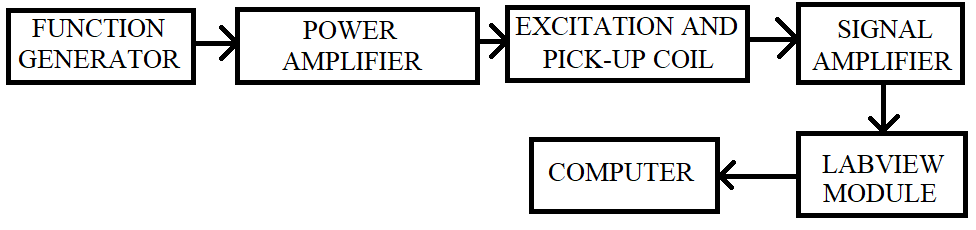 FUNCTION
GENERATOR
POWER
AMPLIFIER
EXCITATION AND
PICK-UP COIL
SIGNAL
AMPLIFIER
LABVIEW
MODULE
COMPUTER